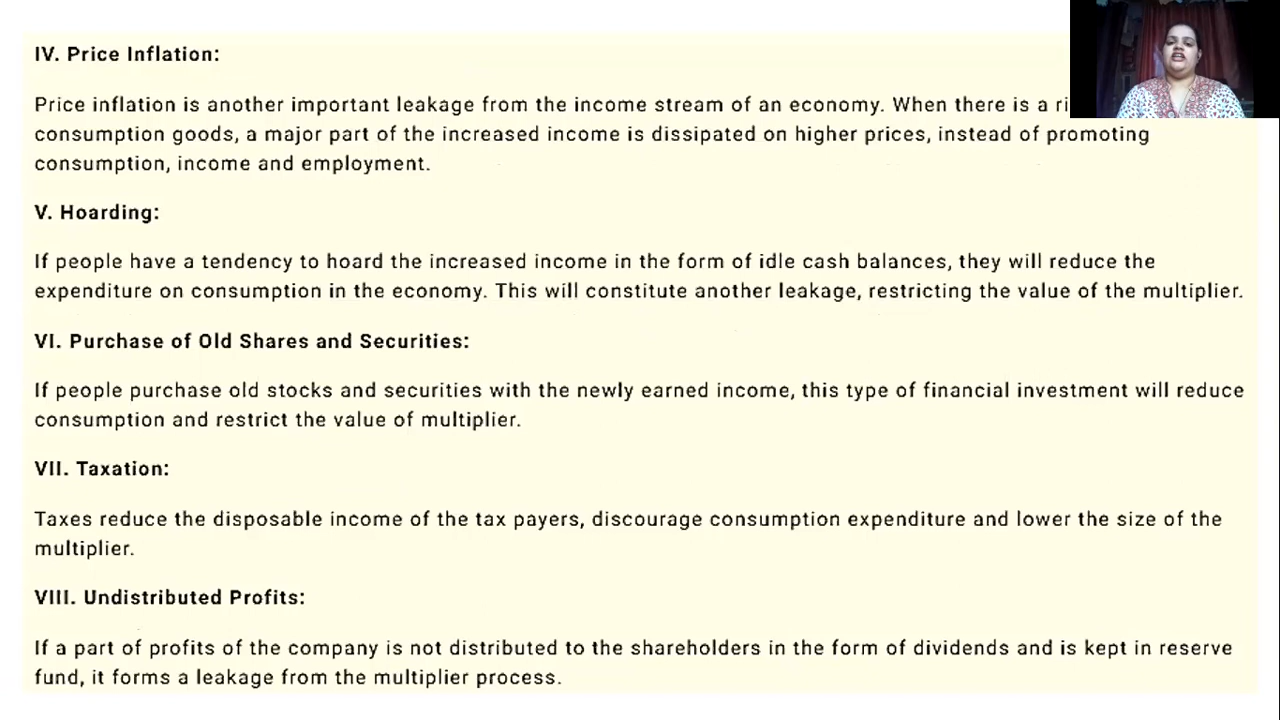 IV. Price Inflation:
Price inflation is another important leakage from the income stream of an economy. When there is a
consumption goods, a major part of the increased income is dissipated on higher prices, instead of promoting
consumption, income and employment.
V. Hoarding:
If people have a tendency to hoard the increased income in the form of idle cash balances, they will reduce the
expenditure on consumption in the economy. This will constitute another leakage, restricting the value of the multiplier.
VI. Purchase of Old Shares and Securities:
If people purchase old stocks and securities with the newly earned income, this type of financial investment will reduce
consumption and restrict the value of multiplier.
VII. Taxation:
Taxes reduce the disposable income of the tax payers, discourage consumption expenditure and lower the size of the
multiplier.
VIII. Undistributed Profits:
If a part of profits of the company is not distributed to the shareholders in the form of dividends and is kept in reserve
fund, it forms a leakage from the multiplier process.